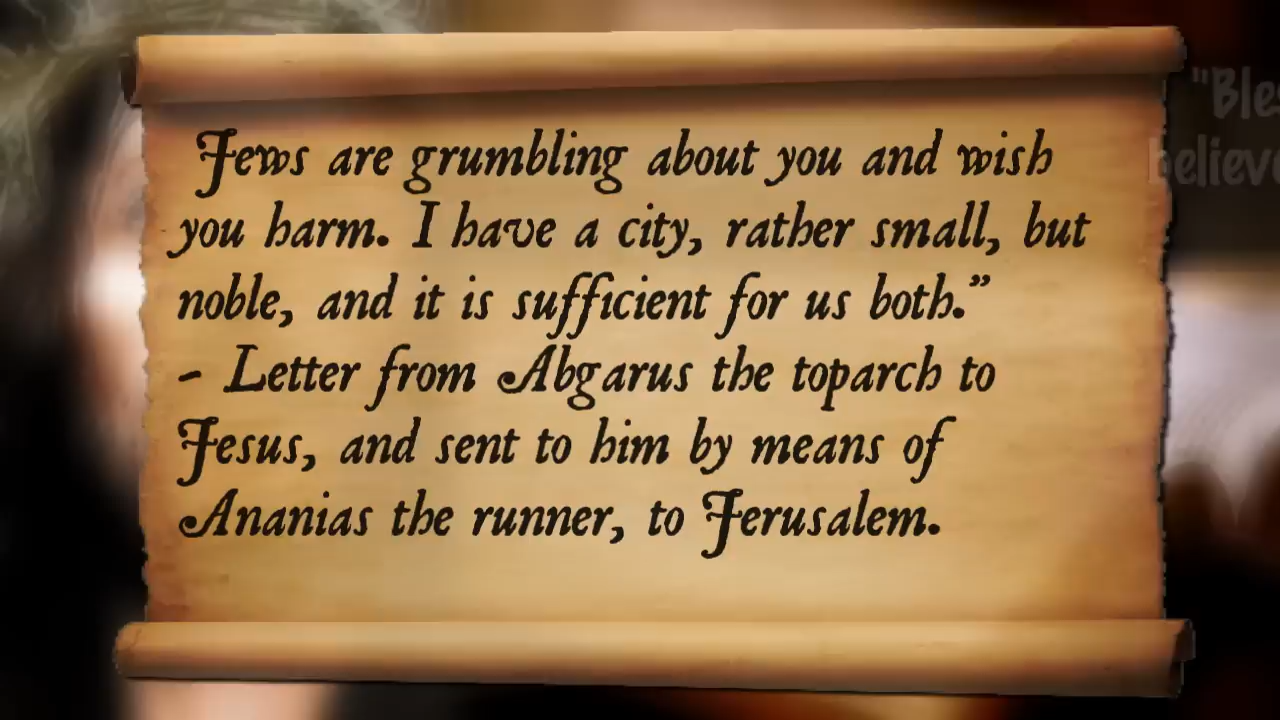 Jews are grumbling about you and wish
you harm. I have a city, rather small, but
noble, and it is sufficient for us both.”
- Letter from Abgarus the toparch to
Jesus, and sent to him by means of
Ananias the runner, to Jerusalem.